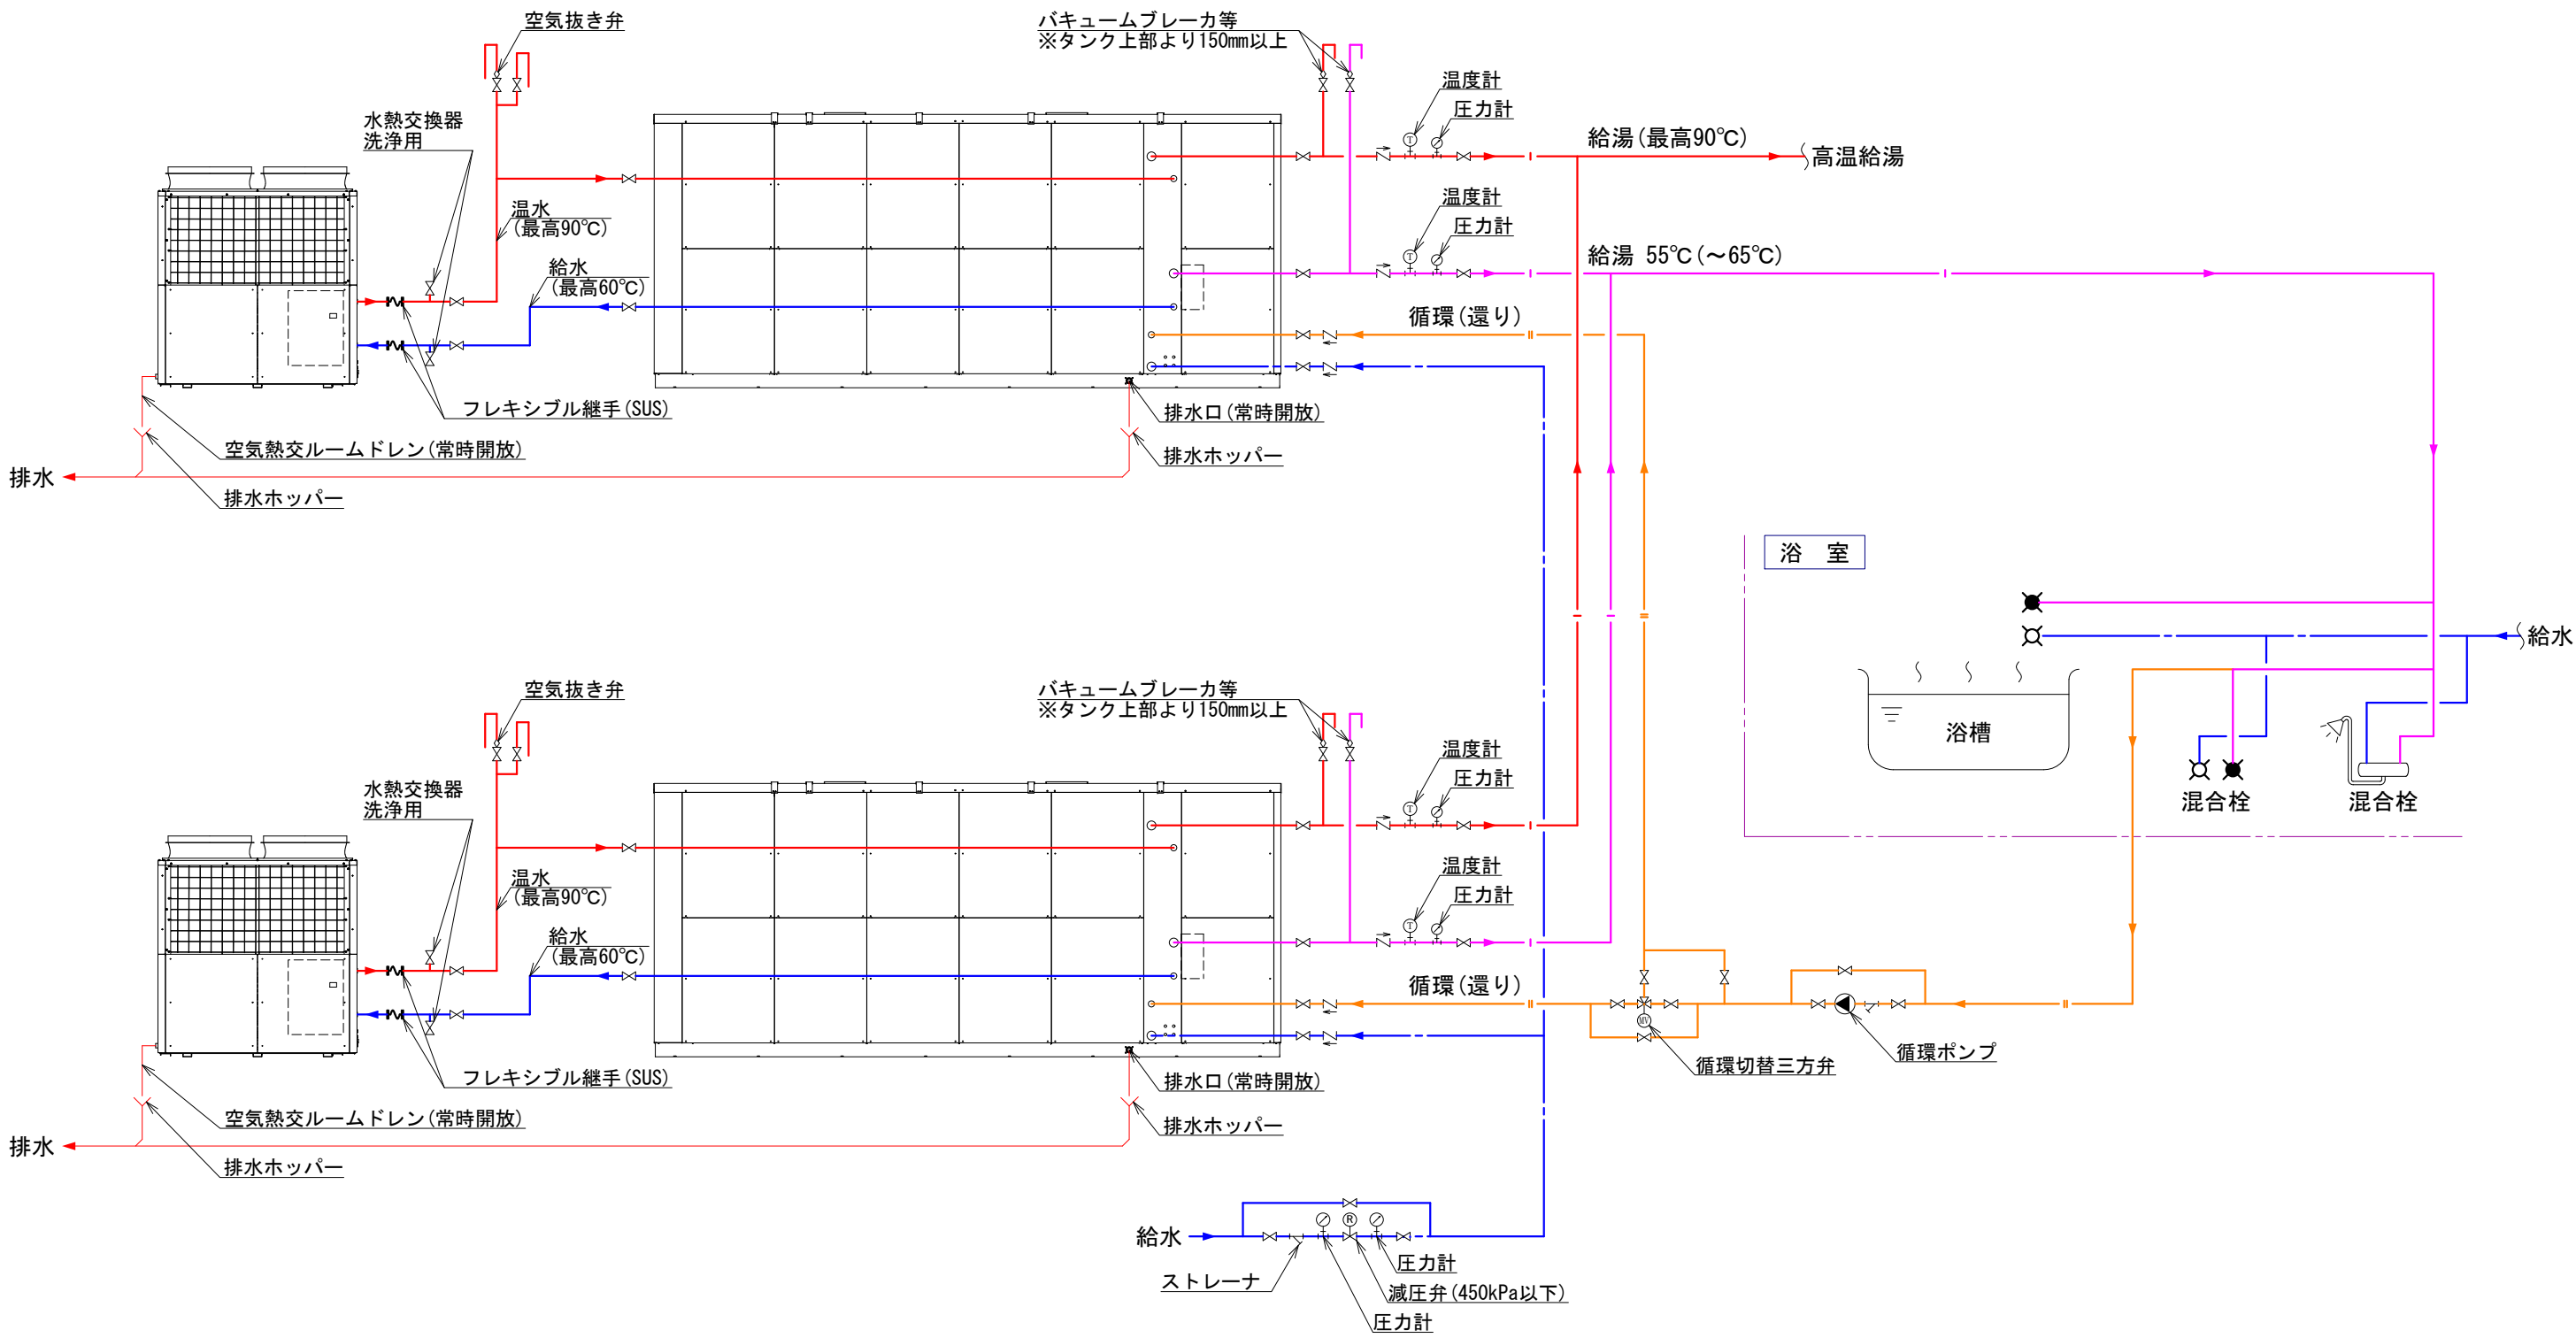 空気抜き弁
バキュームブレーカ等
※タンク上部より150mm以上
温度計
圧力計
水熱交換器
洗浄用
給湯(最高90℃)
高温給湯
T
温水
(最高90℃)
温度計
圧力計
給水
(最高60℃)
給湯 55℃(～65℃)
T
循環(還り)
フレキシブル継手(SUS)
排水口(常時開放)
空気熱交ルームドレン(常時開放)
排水ホッパー
排水
排水ホッパー
浴 室
給水
浴槽
混合栓
混合栓
空気抜き弁
バキュームブレーカ等
※タンク上部より150mm以上
温度計
圧力計
水熱交換器
洗浄用
T
温水
(最高90℃)
温度計
圧力計
給水
(最高60℃)
T
循環(還り)
MV
循環切替三方弁
循環ポンプ
フレキシブル継手(SUS)
排水口(常時開放)
空気熱交ルームドレン(常時開放)
排水ホッパー
排水
排水ホッパー
R
給水
ストレーナ
圧力計
減圧弁(450kPa以下)
圧力計